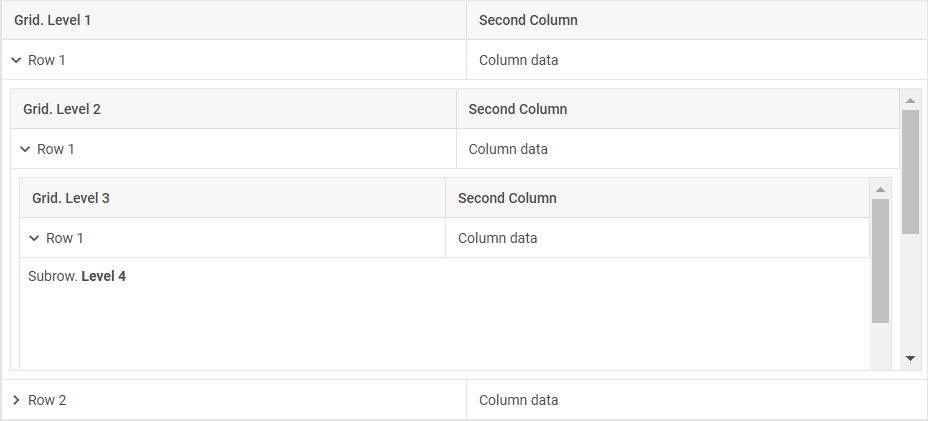 Grid. Level 1 Second Column
Row 1 Column data
Grid. Level 2 Second Column
Row 1 Column data
Grid. Level 3 Second Column
Row 1 Column data
Subrow. Level 4
Row 2 Column data